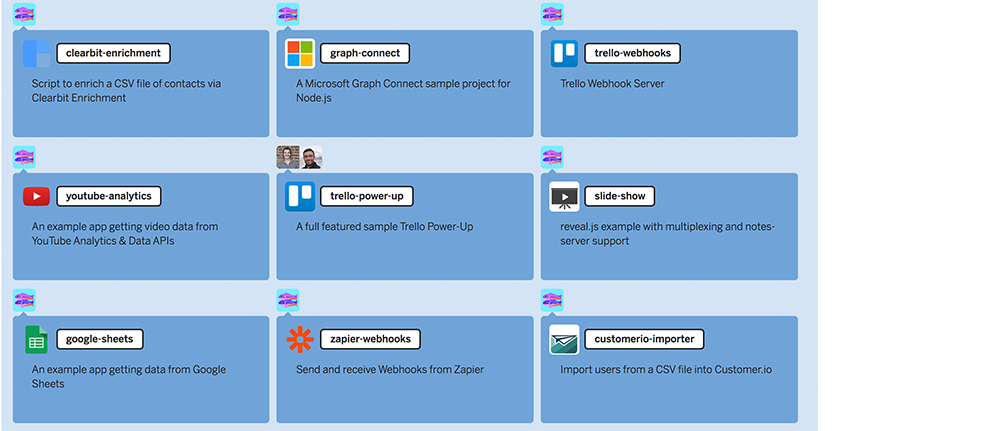 clearbit-enrichment
Script to enrich a CSV file of contacts via
Clearbit Enrichment
graph-connect
A Microsoft Graph Connect sample project for
Node.js
trello-webhooks
Trello Webhook Server
youtube-analytics
An example app getting video data from
YouTube Analytics & Data APIs
trello-power-up
A full featured sample Trello Power-Up
slide-show
reveal.js example with multiplexing and notes-
server support
google-sheets
An example app getting data from Google
Sheets
zapier-webhooks
Send and receive Webhooks from Zapier
customerio-importer
Import users from a CSV file into Customer.io